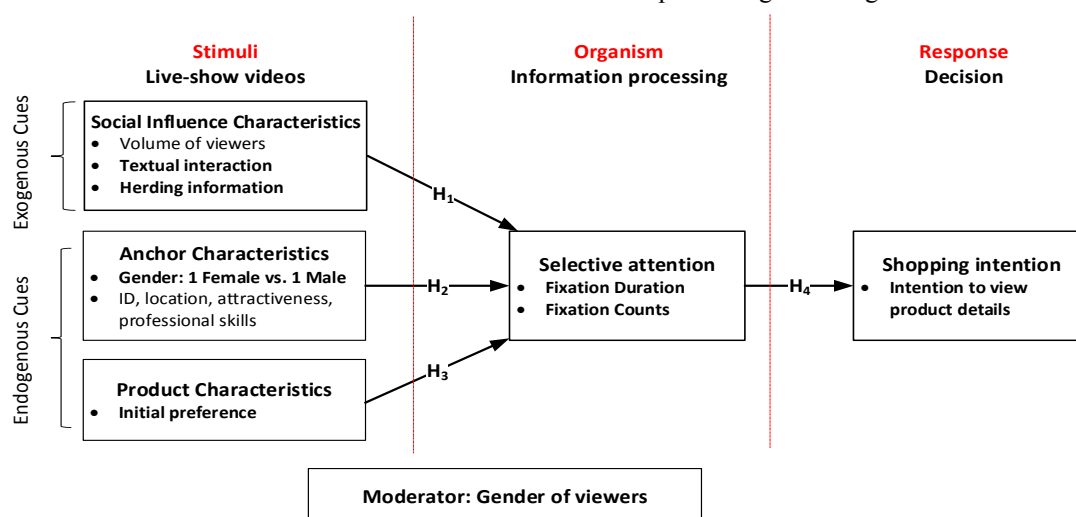 Stimuli
Live-show videos
Organism
Information processing
Response
Decision
Exogenous Cues
Social Influence Characteristics
• Volume of viewers
• Textual interaction
• Herding information
H1
Endogenous Cues
Anchor Characteristics
• Gender: 1 Female vs. 1 Male
• ID, location, attractiveness,
professional skills
H2
Product Characteristics
• Initial preference
H3
Selective attention
• Fixation Duration
• Fixation Counts
H4
Shopping intention
• Intention to view
product details
Moderator: Gender of viewers